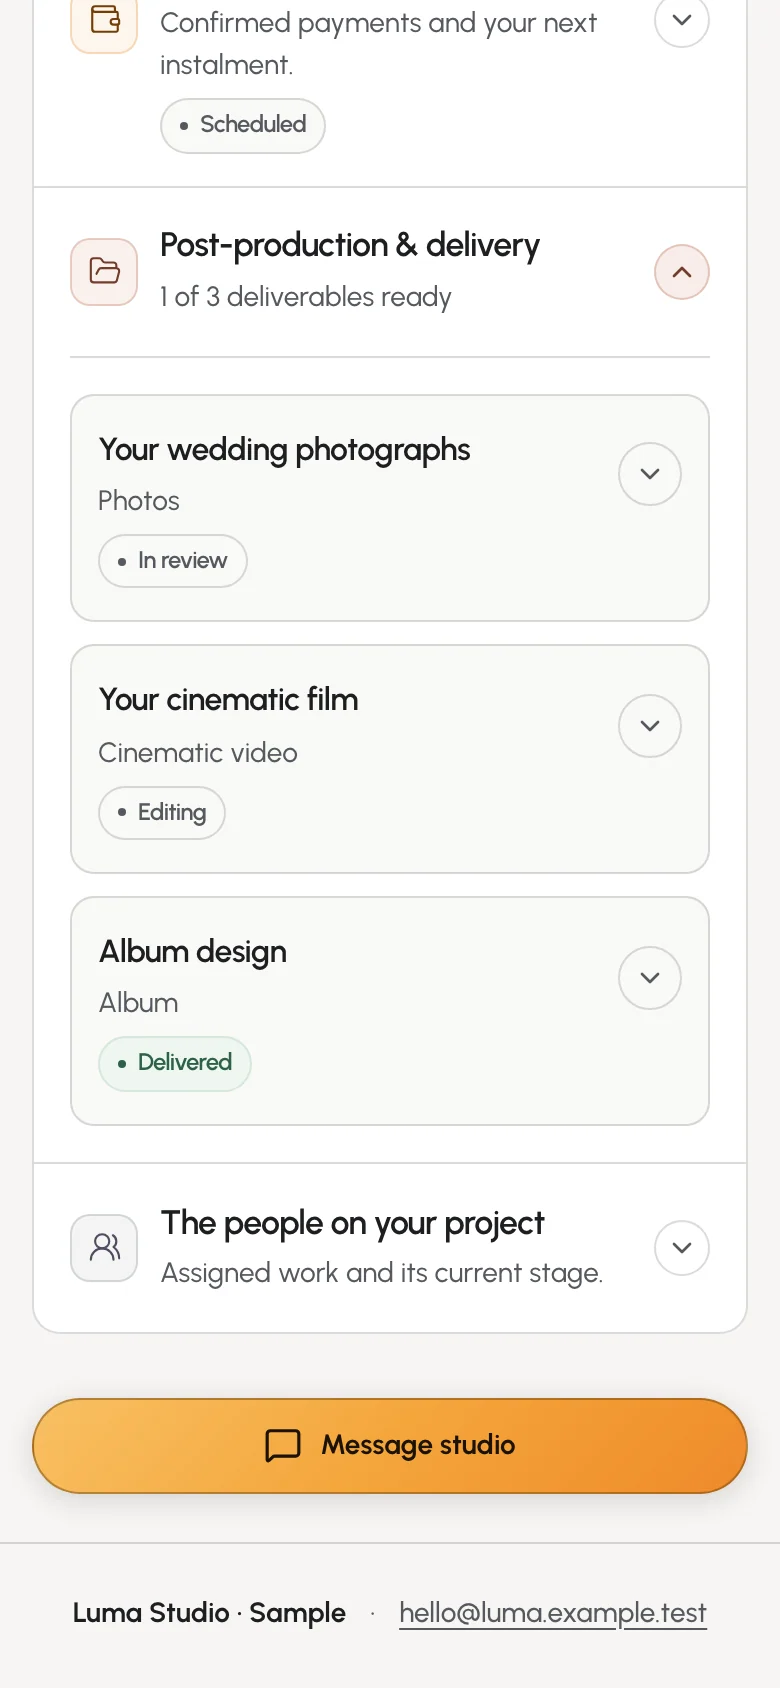 Confirmed payments and your next
instalment.
• Scheduled
Post-production & delivery
1 of 3 deliverables ready
Your wedding photographs
Photos
• In review
Your cinematic film
Cinematic video
• Editing
Album design
Album
• Delivered
The people on your project
Assigned work and its current stage.
Message studio
Luma Studio · Sample · hello@luma.example.test